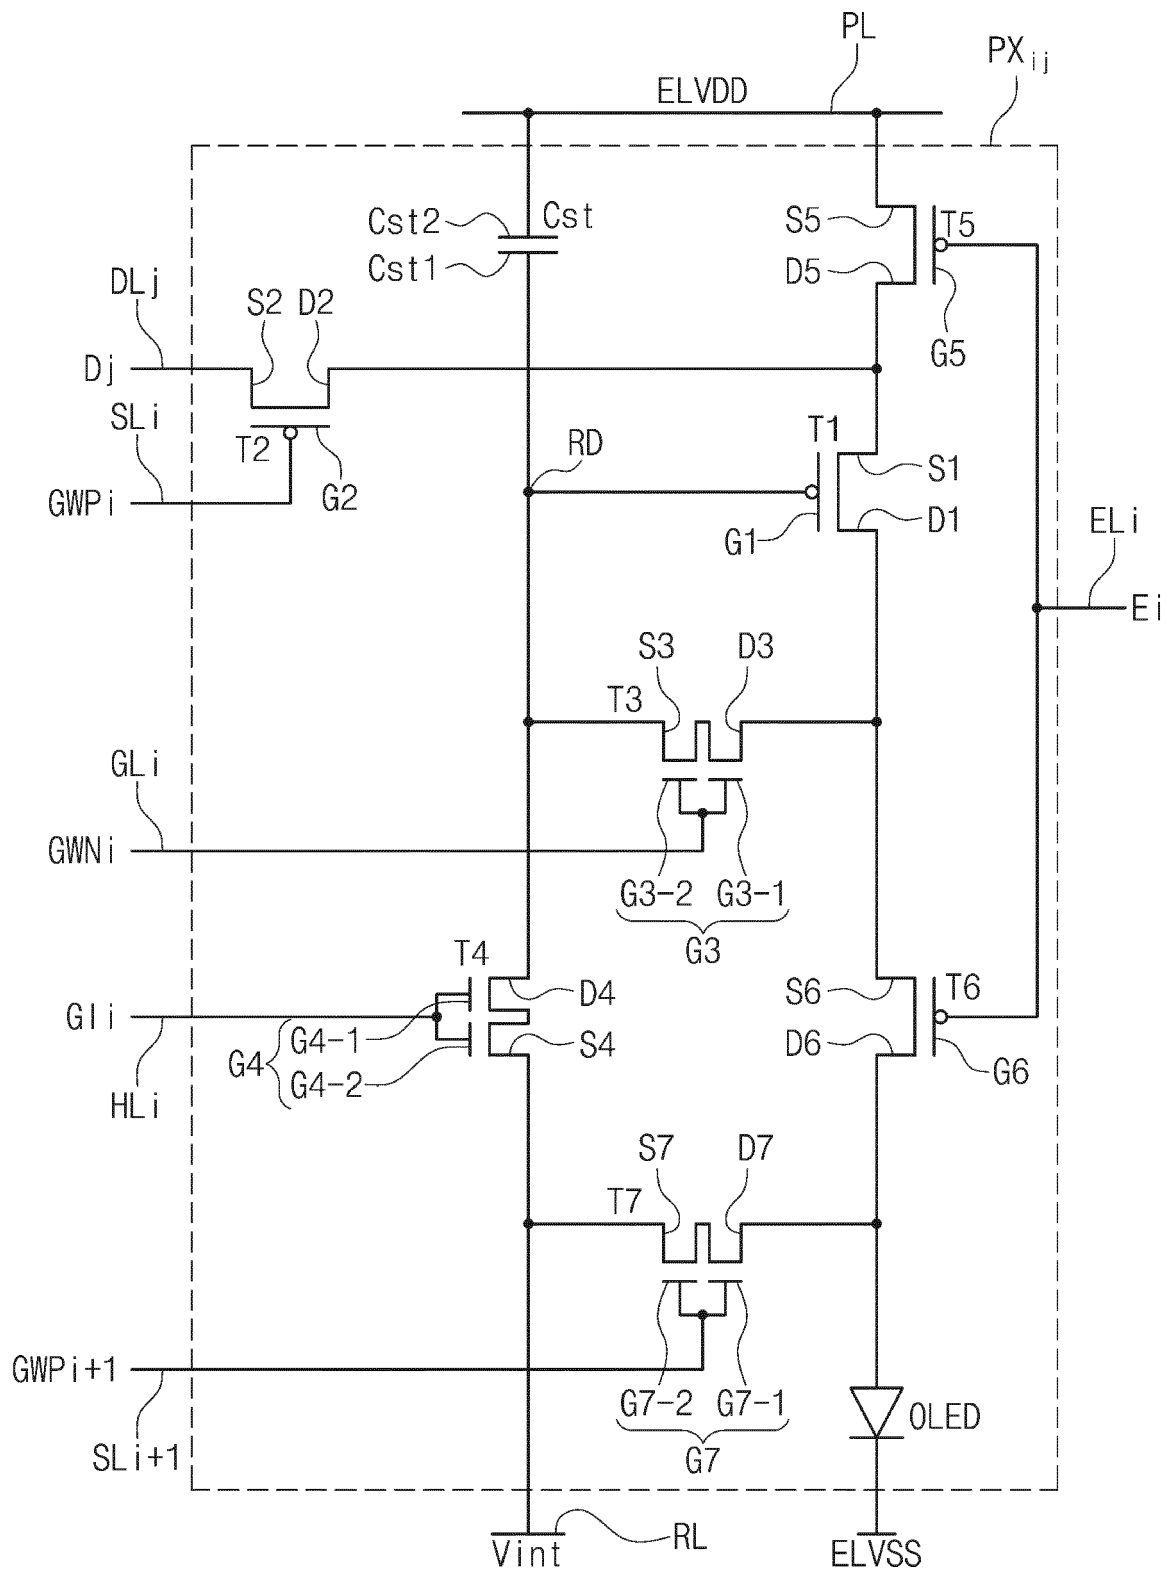 PL
PXij
ELVDD
Cst2
Cst
Cst1
S5
T5
D5
G5
DLj
S2
D2
Dj
SLi
T2
G2
GWPi
RD
T1
S1
G1
D1
ELi
Ei
S3
D3
T3
GLi
GWNi
G3-2
G3-1
G3
T4
D4
GIi
G4-1
G4
G4-2
S4
HLi
S6
T6
D6
G6
S7
D7
T7
GWPi+1
G7-2
G7-1
G7
SLi+1
OLED
Vint
RL
ELVSS